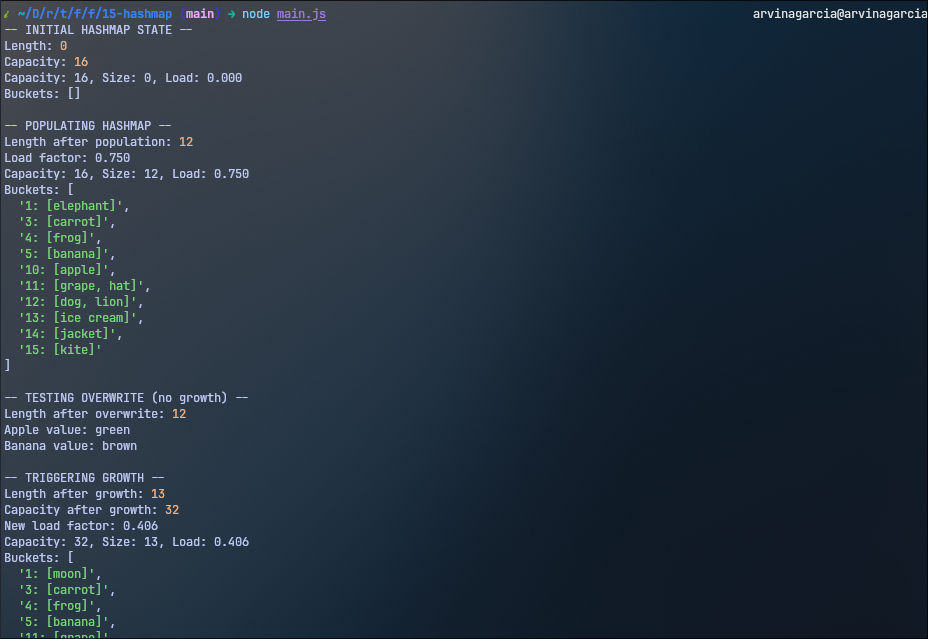 ~/D/r/t/f/f/15-hashmap (main) → node main.js arvinagarcia@arvinagarcia
-- INITIAL HASHMAP STATE --
Length: 0
Capacity: 16
Capacity: 16, Size: 0, Load: 0.000
Buckets: []
-- POPULATING HASHMAP --
Length after population: 12
Load factor: 0.750
Capacity: 16, Size: 12, Load: 0.750
Buckets: [
'1: [elephant]',
'3: [carrot]',
'4: [frog]',
'5: [banana]',
'10: [apple]',
'11: [grape, hat]',
'12: [dog, lion]',
'13: [ice cream]',
'14: [jacket]',
'15: [kite]'
]
-- TESTING OVERWRITE (no growth) --
Length after overwrite: 12
Apple value: green
Banana value: brown
-- TRIGGERING GROWTH --
Length after growth: 13
Capacity after growth: 32
New load factor: 0.406
Capacity: 32, Size: 13, Load: 0.406
Buckets: [
'1: [moon]',
'3: [carrot]',
'4: [frog]',
'5: [banana]',
'11: [grape]'